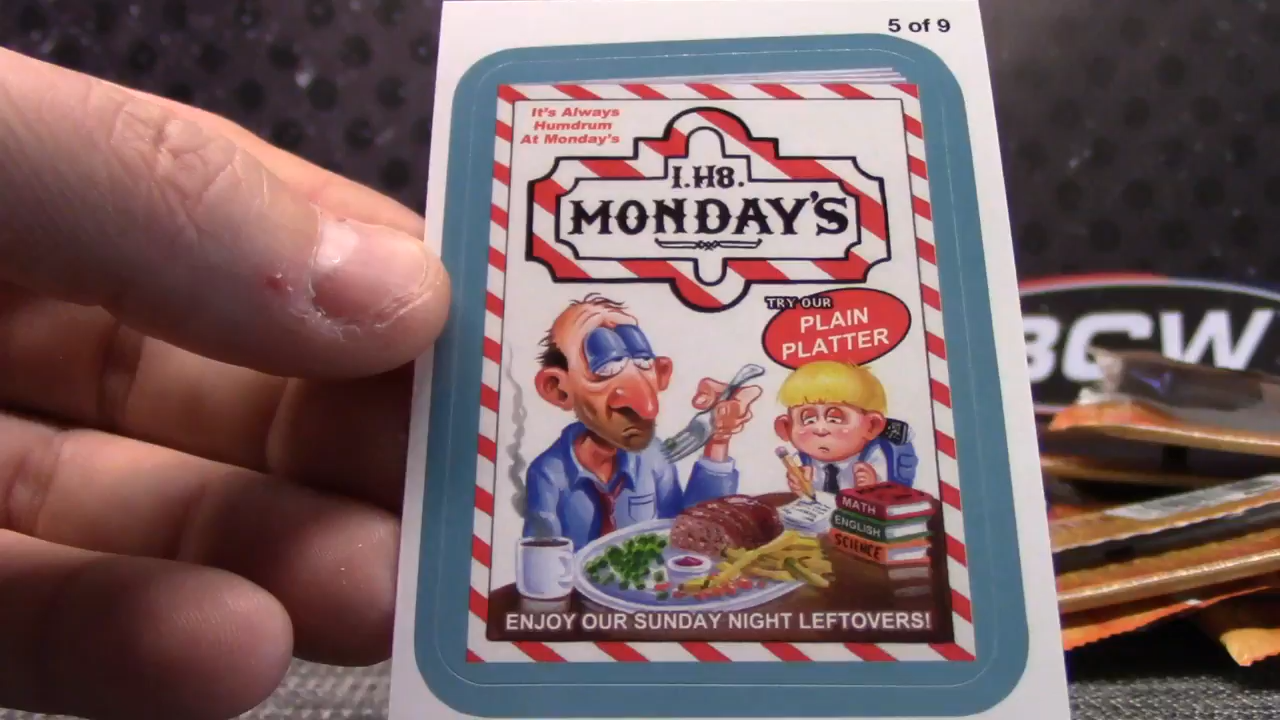 5 of 9
It's Always
Humdrum
At Monday's
I.H8.
MONDAY'S
TRY OUR
PLAIN
PLATTER
MATH
ENGLISH
SCIENCE
ENJOY OUR SUNDAY NIGHT LEFTOVERS!
BCW